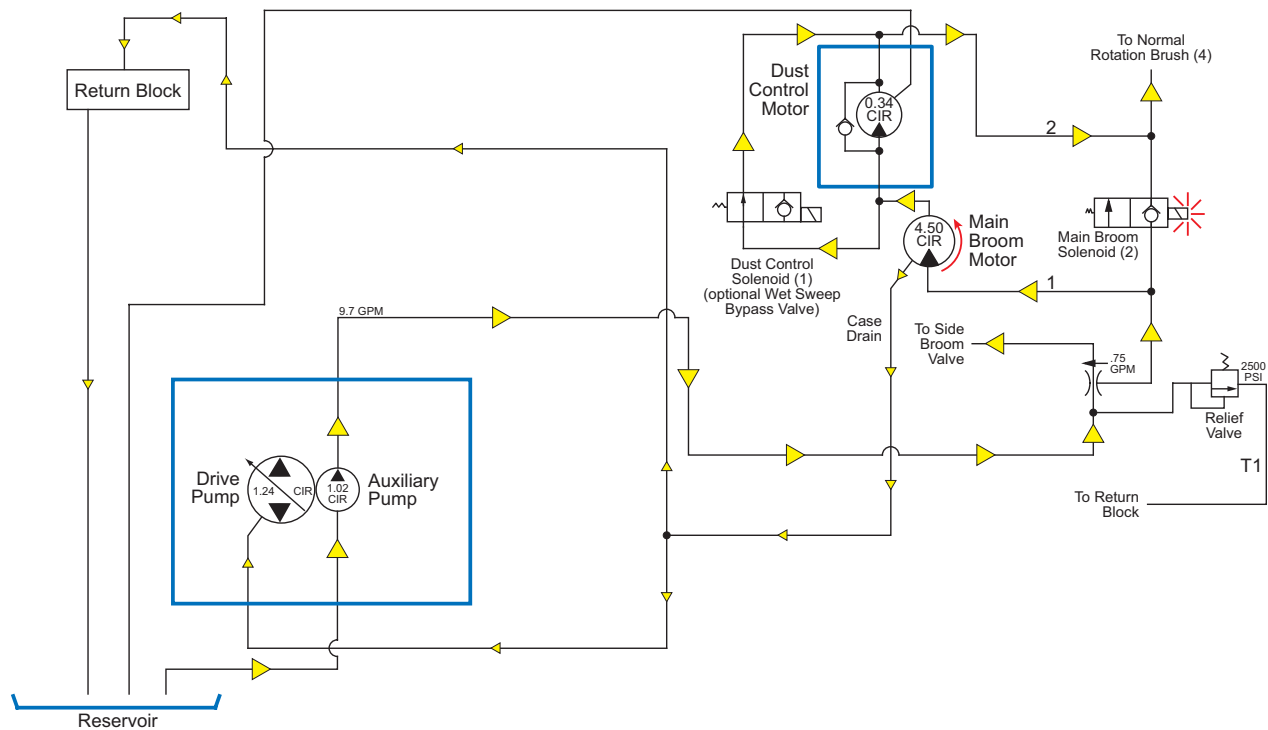 To Normal
Rotation Brush (4)
Return Block
Dust
Control
Motor
0.34
CIR
2
Main Broom
Solenoid (2)
4.50
CIR
Main
Broom
Motor
Dust Control
Solenoid (1)
(optional Wet Sweep
Bypass Valve)
1
9.7 GPM
Case
Drain
To Side
Broom
Valve
.75
GPM
2500
PSI
Relief
Valve
T1
Drive
Pump
1.24 CIR
1.02
CIR
Auxiliary
Pump
To Return
Block
Reservoir